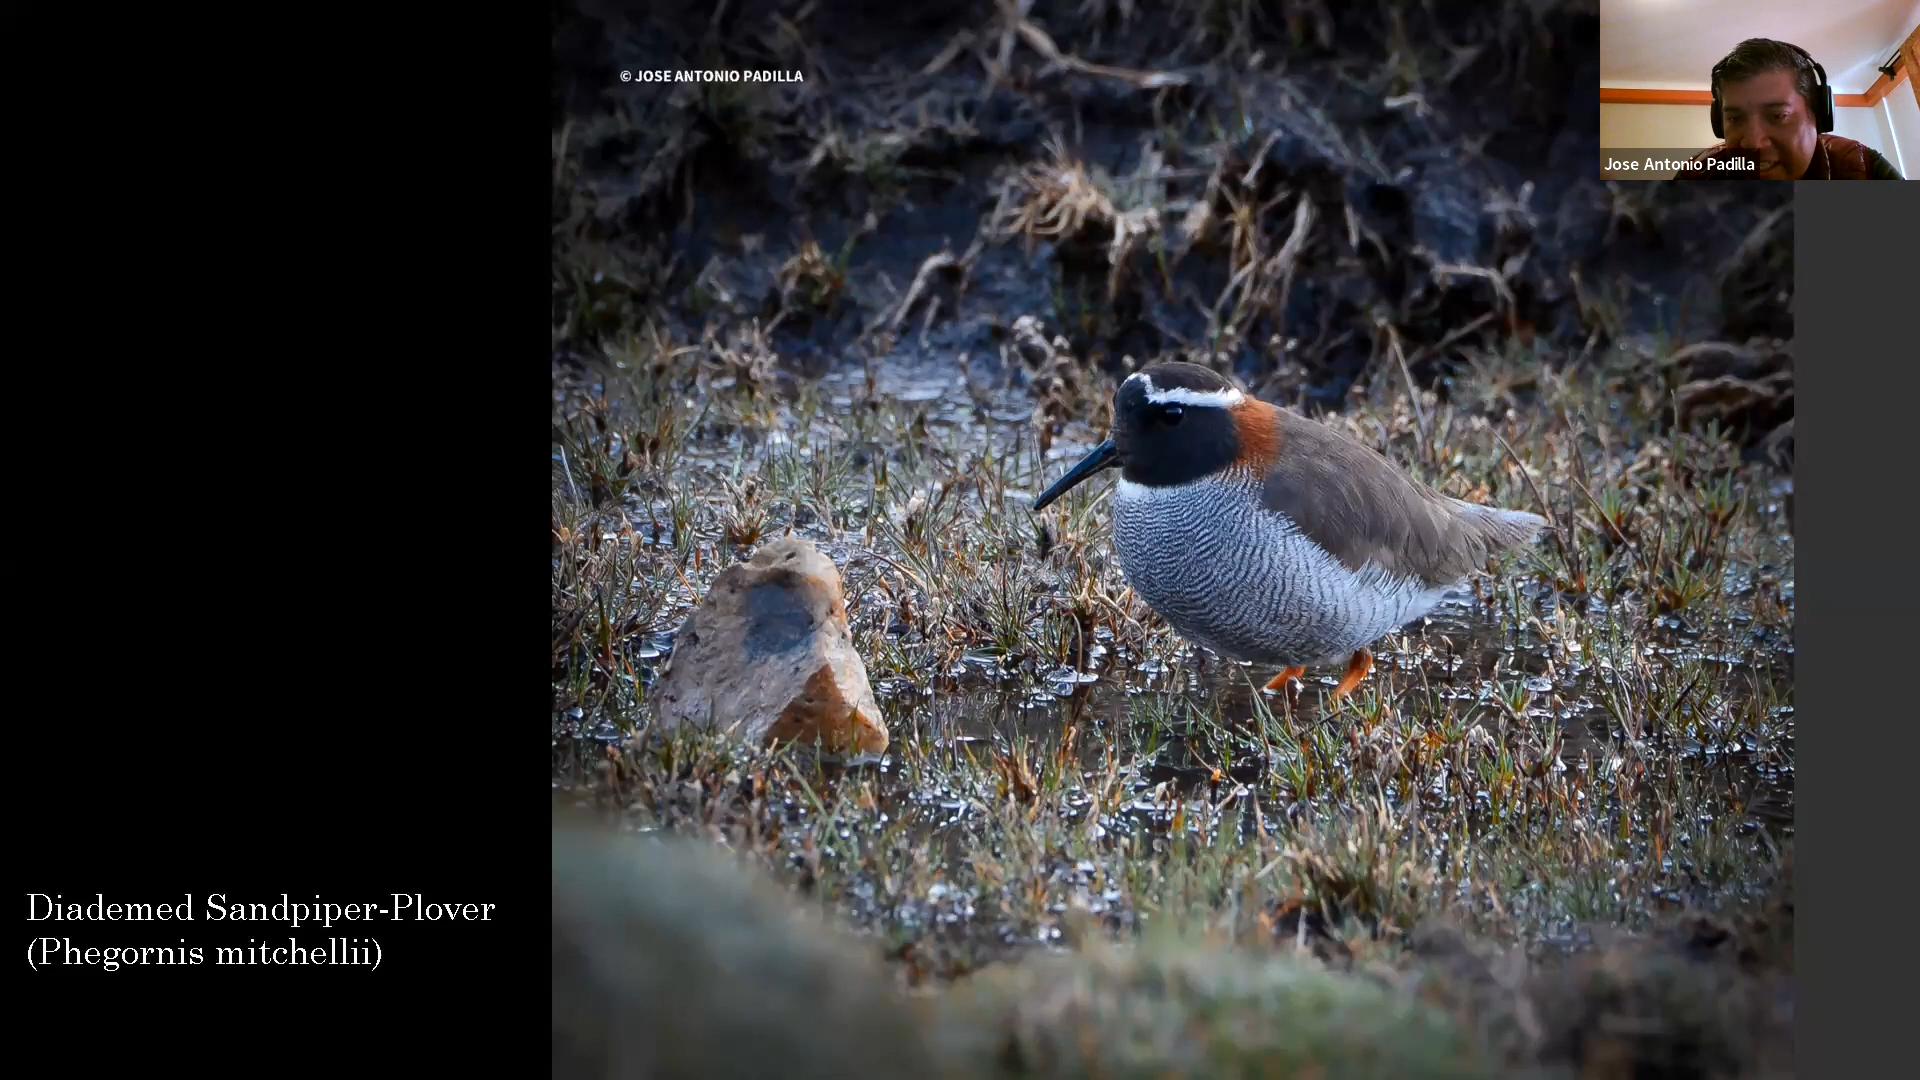 © JOSE ANTONIO PADILLA
Jose Antonio Padilla
Diademed Sandpiper-Plover
(Phegornis mitchellii)